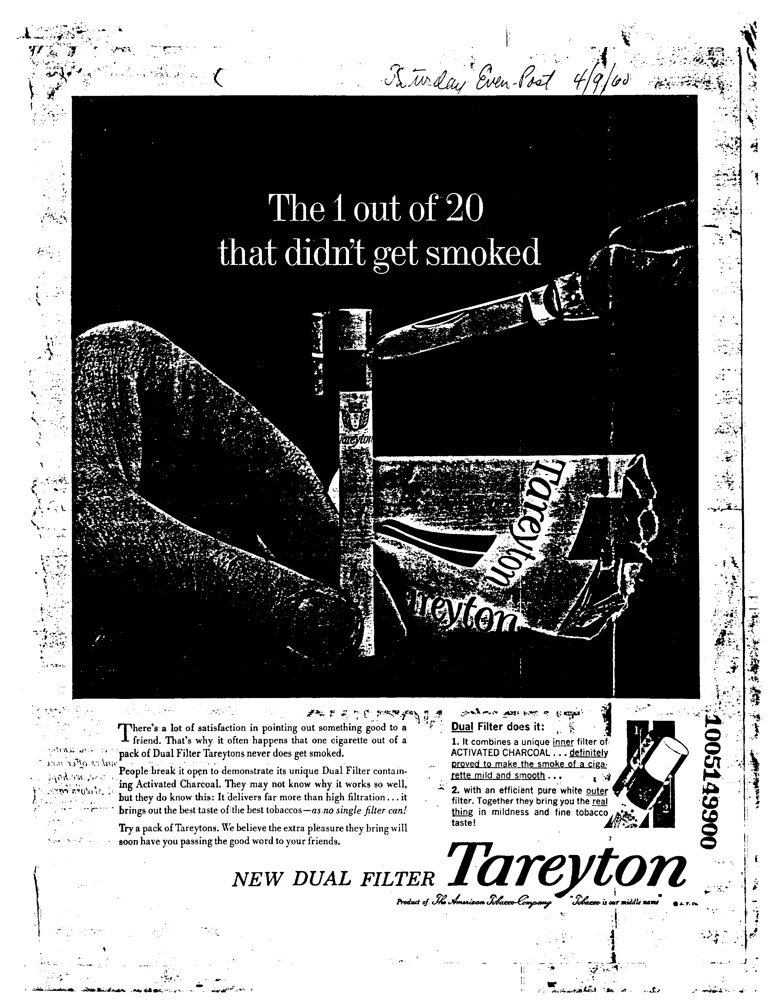 Saturday Even. Post 4/9/60
The 1 out of 20
that didn't get smoked
Tareyton
Tareyton
reyton
There's a lot of satisfaction in pointing out something good to a
friend. That's why it often happens that one cigarette out of a
pack of Dual Filter Tareytons never does get smoked.
People break it open to demonstrate its unique Dual Filter contain-
ing Activated Charcoal. They may not know why it works so well,
but they do know this: It delivers far more than high filtration...it
brings out the best taste of the best tobaccos—as no single filter can!
Try a pack of Tareytons. We believe the extra pleasure they bring will
soon have you passing the good word to your friends.
Dual Filter does it:
1. It combines a unique inner filter of
ACTIVATED CHARCOAL...definitely
proved to make the smoke of a ciga-
rette mild and smooth...
2. with an efficient pure white outer
filter. Together they bring you the real
thing in mildness and fine tobacco
taste!
1005149900
NEW DUAL FILTER Tareyton
Product of The American Tobacco Company "Tobacco is our middle name" © A. T. Co.